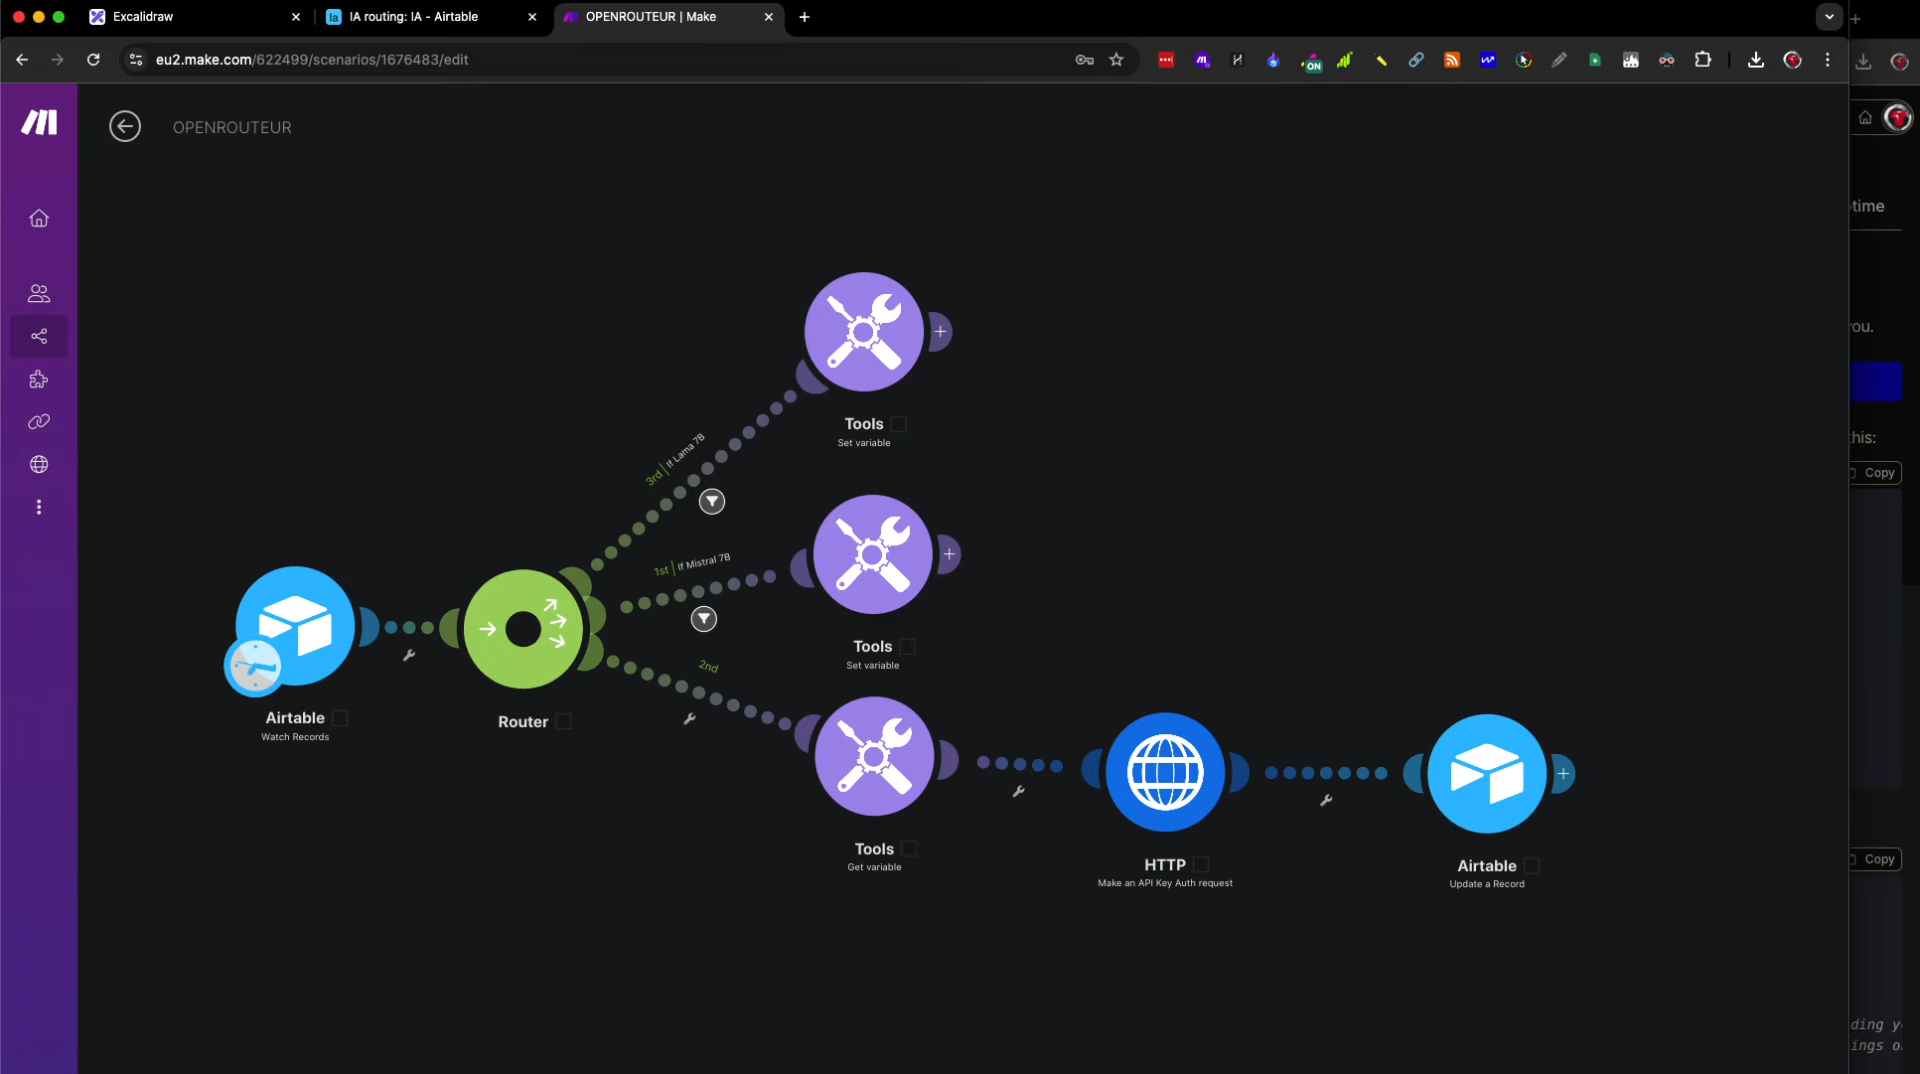 Excalidraw
IA routing: IA - Airtable
OPENROUTEUR | Make
eu2.make.com/622499/scenarios/1676483/edit
ON
OPENROUTEUR
Tools
Set variable
3rd | If Lama 7B
1st | If Mistral 7B
Tools
Set variable
2nd
Airtable
Watch Records
Router
Tools
Get variable
HTTP
Make an API Key Auth request
Airtable
Update a Record
time
you.
this:
Copy
Copy
ding y
ings o